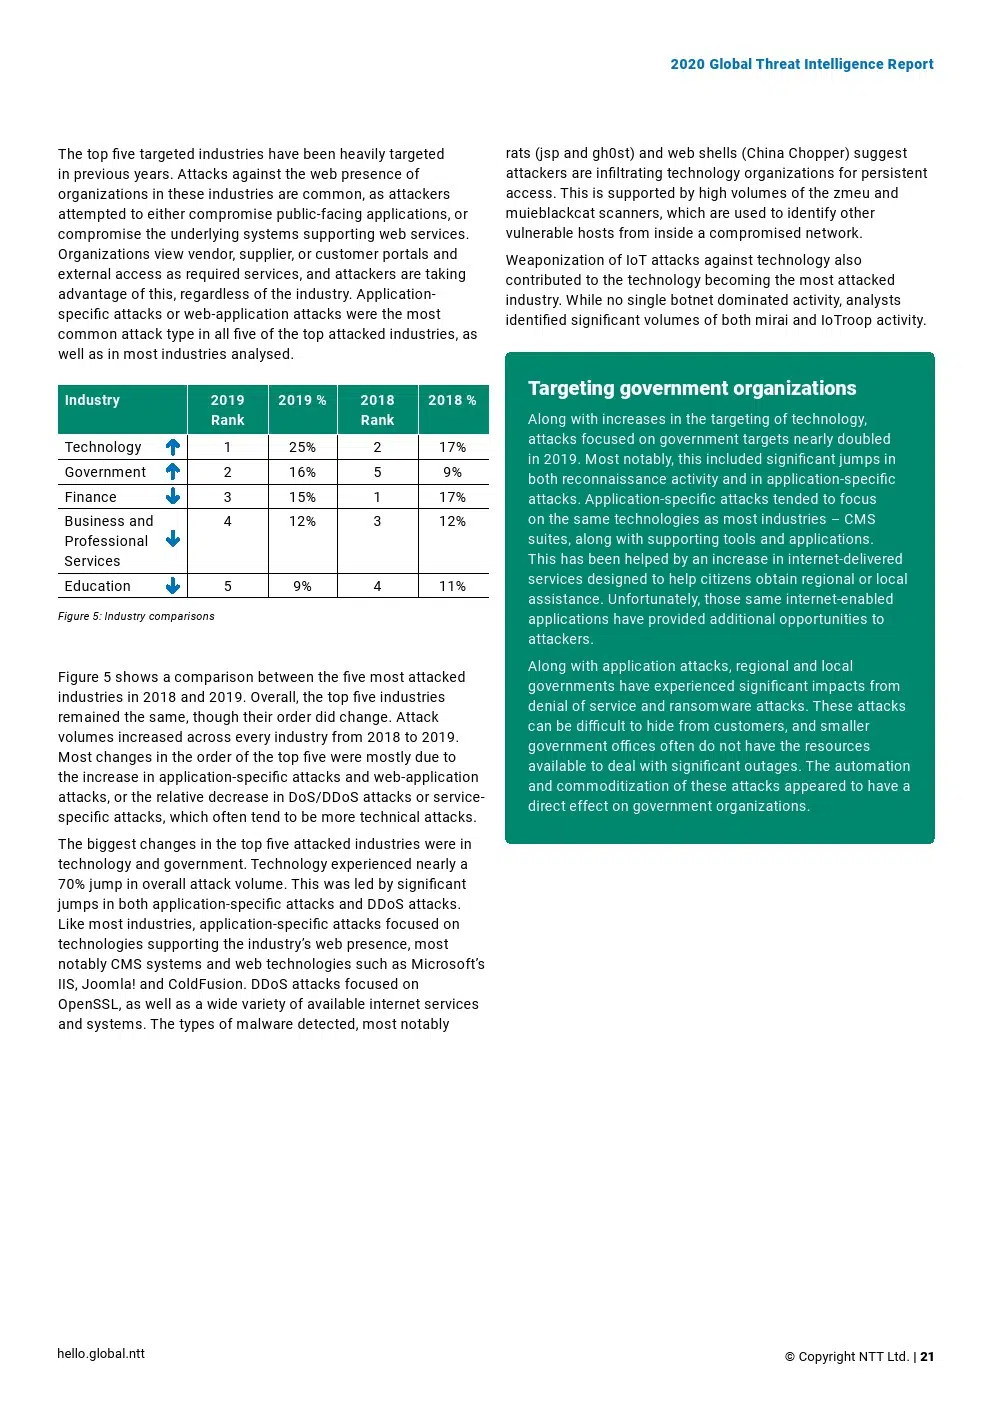 2020 Global Threat Intelligence Report
The top five targeted industries have been heavily targeted
in previous years. Attacks against the web presence of
organizations in these industries are common, as attackers
attempted to either compromise public-facing applications, or
compromise the underlying systems supporting web services.
Organizations view vendor, supplier, or customer portals and
external access as required services, and attackers are taking
advantage of this, regardless of the industry. Application-
specific attacks or web-application attacks were the most
common attack type in all five of the top attacked industries, as
well as in most industries analysed.
Industry 2019 Rank 2019 % 2018 Rank 2018 %
Technology 1 25% 2 17%
Government 2 16% 5 9%
Finance 3 15% 1 17%
Business and Professional Services 4 12% 3 12%
Education 5 9% 4 11%
Figure 5: Industry comparisons
Figure 5 shows a comparison between the five most attacked
industries in 2018 and 2019. Overall, the top five industries
remained the same, though their order did change. Attack
volumes increased across every industry from 2018 to 2019.
Most changes in the order of the top five were mostly due to
the increase in application-specific attacks and web-application
attacks, or the relative decrease in DoS/DDoS attacks or service-
specific attacks, which often tend to be more technical attacks.
The biggest changes in the top five attacked industries were in
technology and government. Technology experienced nearly a
70% jump in overall attack volume. This was led by significant
jumps in both application-specific attacks and DDoS attacks.
Like most industries, application-specific attacks focused on
technologies supporting the industry's web presence, most
notably CMS systems and web technologies such as Microsoft's
IIS, Joomla! and ColdFusion. DDoS attacks focused on
OpenSSL, as well as a wide variety of available internet services
and systems. The types of malware detected, most notably
rats (jsp and gh0st) and web shells (China Chopper) suggest
attackers are infiltrating technology organizations for persistent
access. This is supported by high volumes of the zmeu and
muieblackcat scanners, which are used to identify other
vulnerable hosts from inside a compromised network.
Weaponization of IoT attacks against technology also
contributed to the technology becoming the most attacked
industry. While no single botnet dominated activity, analysts
identified significant volumes of both mirai and IoTroop activity.
Targeting government organizations
Along with increases in the targeting of technology,
attacks focused on government targets nearly doubled
in 2019. Most notably, this included significant jumps in
both reconnaissance activity and in application-specific
attacks. Application-specific attacks tended to focus
on the same technologies as most industries – CMS
suites, along with supporting tools and applications.
This has been helped by an increase in internet-delivered
services designed to help citizens obtain regional or local
assistance. Unfortunately, those same internet-enabled
applications have provided additional opportunities to
attackers.
Along with application attacks, regional and local
governments have experienced significant impacts from
denial of service and ransomware attacks. These attacks
can be difficult to hide from customers, and smaller
government offices often do not have the resources
available to deal with significant outages. The automation
and commoditization of these attacks appeared to have a
direct effect on government organizations.
hello.global.ntt
© Copyright NTT Ltd. | 21